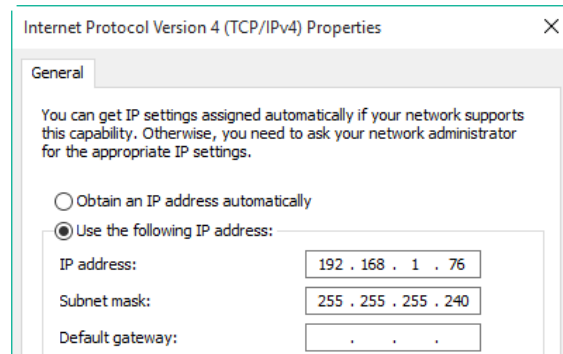 Internet Protocol Version 4 (TCP/IPv4) Properties
General
You can get IP settings assigned automatically if your network supports
this capability. Otherwise, you need to ask your network administrator
for the appropriate IP settings.
Obtain an IP address automatically
Use the following IP address:
IP address: 192 . 168 . 1 . 76
Subnet mask: 255 . 255 . 255 . 240
Default gateway: . . .